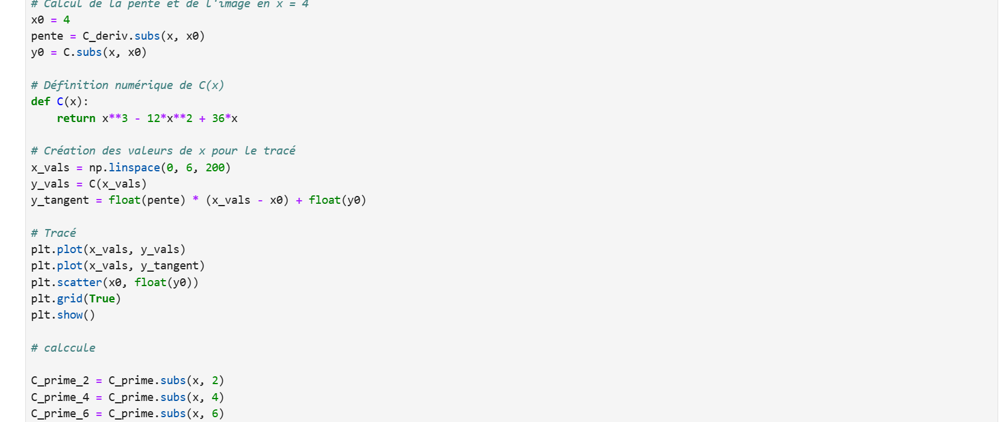 # Calcul de la pente et de l'image en x = 4
x0 = 4
pente = C_deriv.subs(x, x0)
y0 = C.subs(x, x0)
# Définition numérique de C(x)
def C(x):
    return x**3 - 12*x**2 + 36*x
# Création des valeurs de x pour le tracé
x_vals = np.linspace(0, 6, 200)
y_vals = C(x_vals)
y_tangent = float(pente) * (x_vals - x0) + float(y0)
# Tracé
plt.plot(x_vals, y_vals)
plt.plot(x_vals, y_tangent)
plt.scatter(x0, float(y0))
plt.grid(True)
plt.show()
# calccule
C_prime_2 = C_prime.subs(x, 2)
C_prime_4 = C_prime.subs(x, 4)
C_prime_6 = C_prime.subs(x, 6)